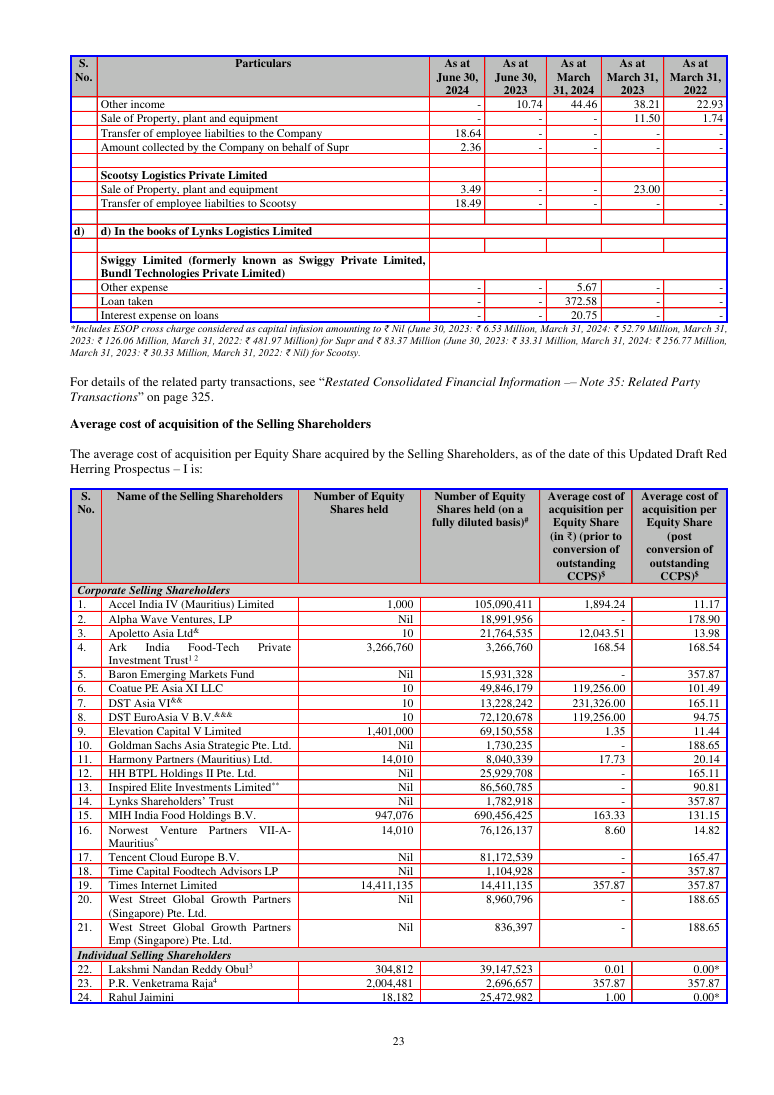 S. No. Particulars As at June 30, 2024 As at June 30, 2023 As at March 31, 2024 As at March 31, 2023 As at March 31, 2022
Other income - 10.74 44.46 38.21 22.93
Sale of Property, plant and equipment - - - 11.50 1.74
Transfer of employee liabilties to the Company 18.64 - - - -
Amount collected by the Company on behalf of Supr 2.36 - - - -
Scootsy Logistics Private Limited
Sale of Property, plant and equipment 3.49 - - 23.00 -
Transfer of employee liabilties to Scootsy 18.49 - - - -
d) d) In the books of Lynks Logistics Limited
Swiggy Limited (formerly known as Swiggy Private Limited,
Bundl Technologies Private Limited)
Other expense - - 5.67 - -
Loan taken - - 372.58 - -
Interest expense on loans - - 20.75 - -
*Includes ESOP cross charge considered as capital infusion amounting to ₹ Nil (June 30, 2023: ₹ 6.53 Million, March 31, 2024: ₹ 52.79 Million, March 31,
2023: ₹ 126.06 Million, March 31, 2022: ₹ 481.97 Million) for Supr and ₹ 83.37 Million (June 30, 2023: ₹ 33.31 Million, March 31, 2024: ₹ 256.77 Million,
March 31, 2023: ₹ 30.33 Million, March 31, 2022: ₹ Nil) for Scootsy.
For details of the related party transactions, see “Restated Consolidated Financial Information –– Note 35: Related Party
Transactions” on page 325.
Average cost of acquisition of the Selling Shareholders
The average cost of acquisition per Equity Share acquired by the Selling Shareholders, as of the date of this Updated Draft Red
Herring Prospectus – I is:
S. No. Name of the Selling Shareholders Number of Equity Shares held Number of Equity Shares held (on a fully diluted basis)# Average cost of acquisition per Equity Share (in ₹) (prior to conversion of outstanding CCPS)$ Average cost of acquisition per Equity Share (post conversion of outstanding CCPS)$
Corporate Selling Shareholders
1. Accel India IV (Mauritius) Limited 1,000 105,090,411 1,894.24 11.17
2. Alpha Wave Ventures, LP Nil 18,991,956 - 178.90
3. Apoletto Asia Ltd& 10 21,764,535 12,043.51 13.98
4. Ark India Food-Tech Private 3,266,760 3,266,760 168.54 168.54
Investment Trust1 2
5. Baron Emerging Markets Fund Nil 15,931,328 - 357.87
6. Coatue PE Asia XI LLC 10 49,846,179 119,256.00 101.49
7. DST Asia VI&& 10 13,228,242 231,326.00 165.11
8. DST EuroAsia V B.V.&&& 10 72,120,678 119,256.00 94.75
9. Elevation Capital V Limited 1,401,000 69,150,558 1.35 11.44
10. Goldman Sachs Asia Strategic Pte. Ltd. Nil 1,730,235 - 188.65
11. Harmony Partners (Mauritius) Ltd. 14,010 8,040,339 17.73 20.14
12. HH BTPL Holdings II Pte. Ltd. Nil 25,929,708 - 165.11
13. Inspired Elite Investments Limited** Nil 86,560,785 - 90.81
14. Lynks Shareholders’ Trust Nil 1,782,918 - 357.87
15. MIH India Food Holdings B.V. 947,076 690,456,435 163.33 131.15
16. Norwest Venture Partners VII-A- 14,010 76,126,137 8.60 14.82
Mauritius^
17. Tencent Cloud Europe B.V. Nil 81,172,539 - 165.47
18. Time Capital Foodtech Advisors LP Nil 1,104,928 - 357.87
19. Times Internet Limited 14,411,135 14,411,135 357.87 357.87
20. West Street Global Growth Partners Nil 8,960,796 - 188.65
(Singapore) Pte. Ltd.
21. West Street Global Growth Partners Nil 836,397 - 188.65
Emp (Singapore) Pte. Ltd.
Individual Selling Shareholders
22. Lakshmi Nandan Reddy Obul3 304,812 39,147,523 0.01 0.00*
23. P.R. Venketrama Raja4 2,004,481 2,696,657 357.87 357.87
24. Rahul Jaimini 18,182 25,472,982 1.00 0.00*
23